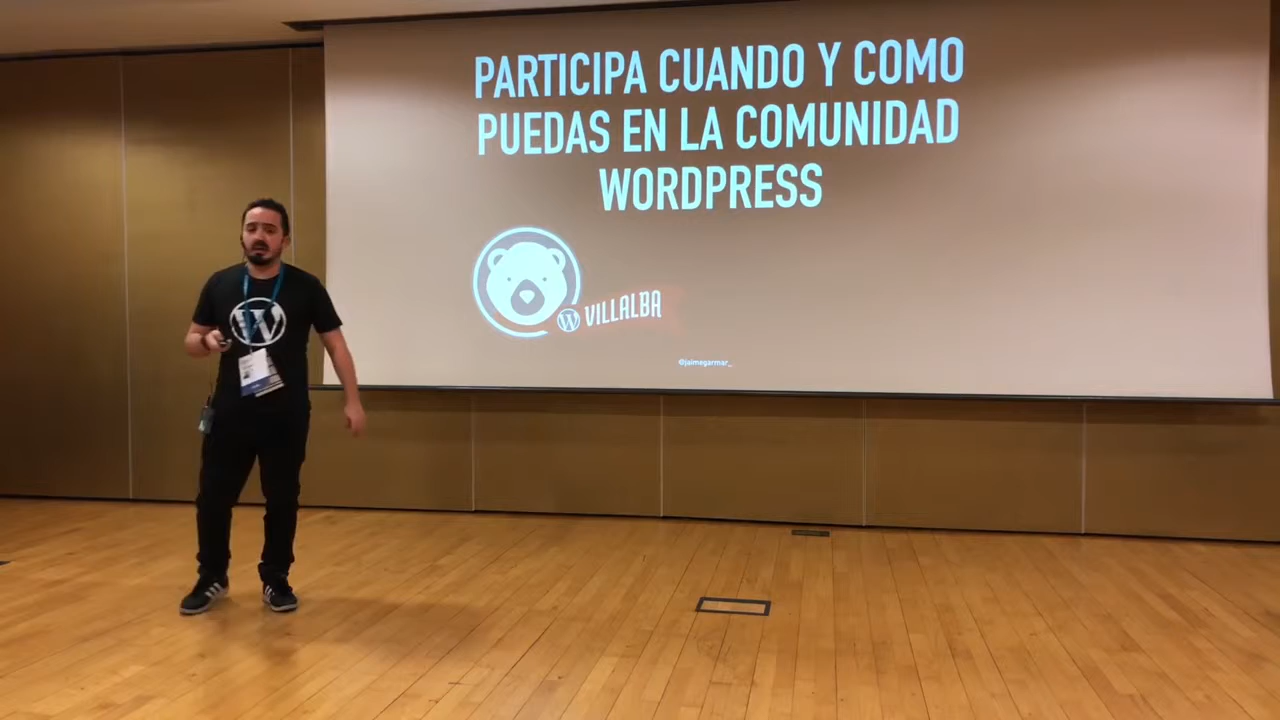 PARTICIPA CUANDO Y COMO
PUEDAS EN LA COMUNIDAD
WORDPRESS
W VILLALBA
@jaimegarmar_
W